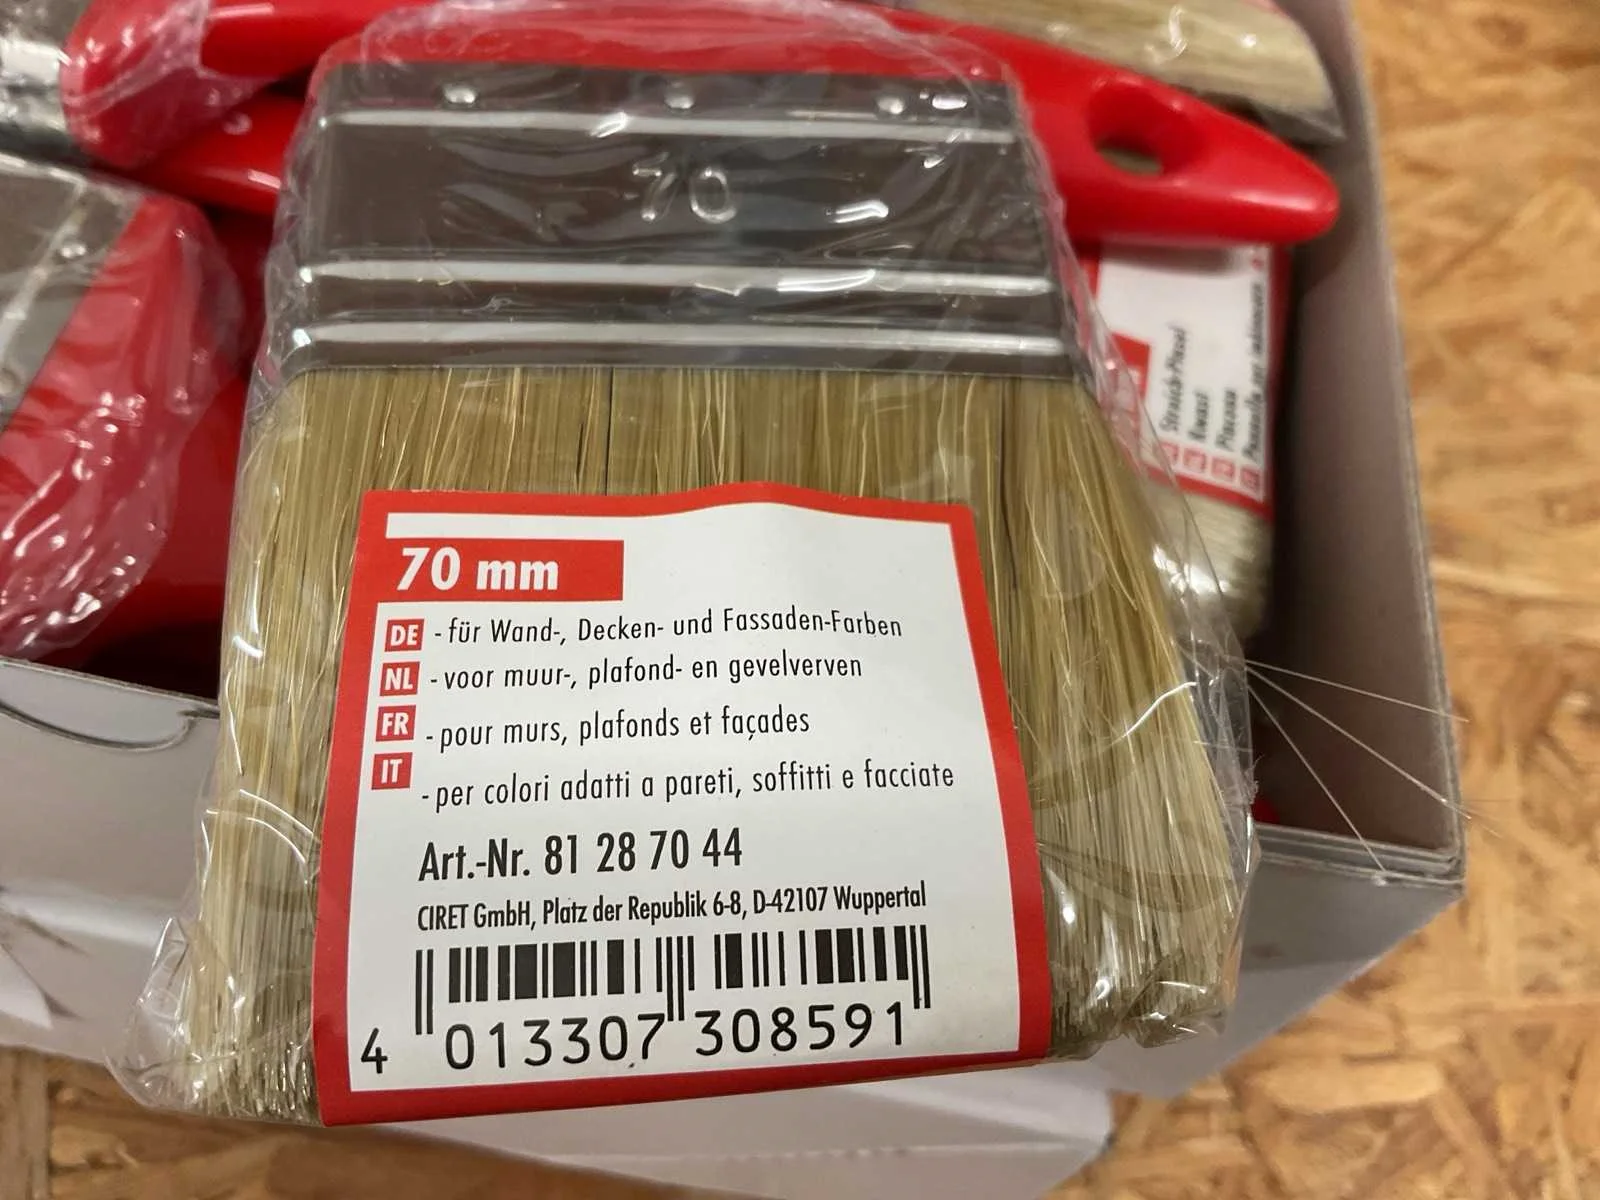 70
70 mm
DE - für Wand-, Decken- und Fassaden-Farben
NL - voor muur-, plafond- en gevelverven
FR - pour murs, plafonds et façades
IT - per colori adatti a pareti, soffitti e facciate
Art.-Nr. 81 28 70 44
CIRET GmbH, Platz der Republik 6-8, D-42107 Wuppertal
4 013307 308591
Kwast